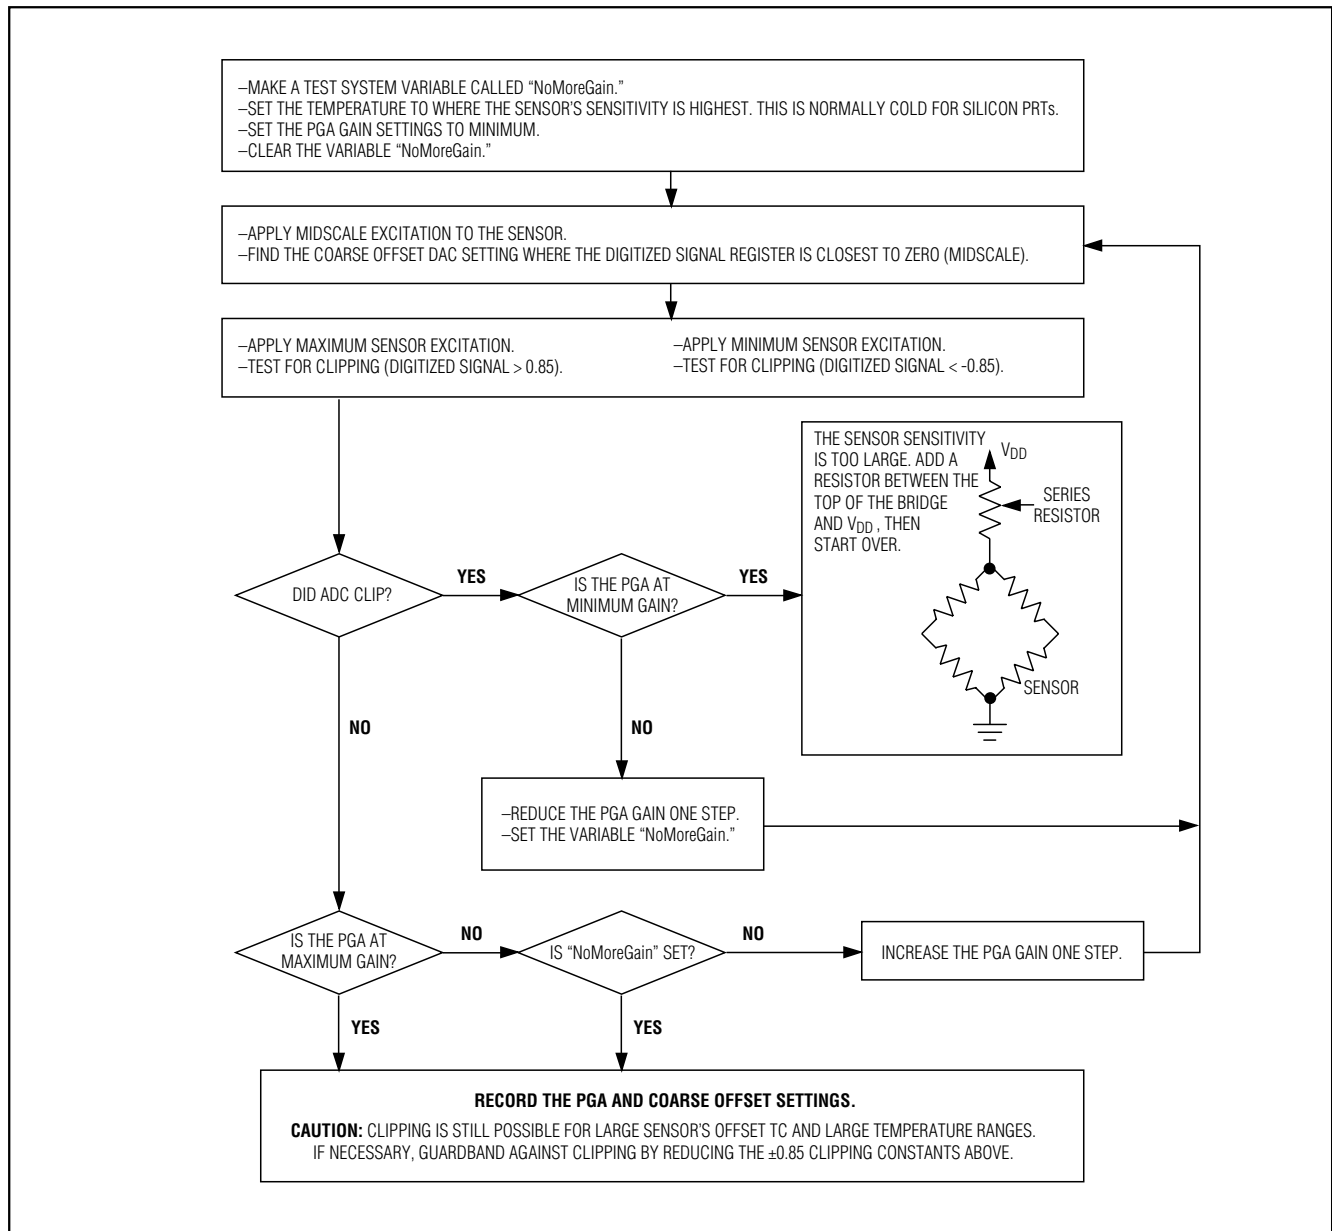 –MAKE A TEST SYSTEM VARIABLE CALLED “NoMoreGain.”
–SET THE TEMPERATURE TO WHERE THE SENSOR’S SENSITIVITY IS HIGHEST. THIS IS NORMALLY COLD FOR SILICON PRTs.
–SET THE PGA GAIN SETTINGS TO MINIMUM.
–CLEAR THE VARIABLE “NoMoreGain.”
–APPLY MIDSCALE EXCITATION TO THE SENSOR.
–FIND THE COARSE OFFSET DAC SETTING WHERE THE DIGITIZED SIGNAL REGISTER IS CLOSEST TO ZERO (MIDSCALE).
–APPLY MAXIMUM SENSOR EXCITATION.
–TEST FOR CLIPPING (DIGITIZED SIGNAL > 0.85).
–APPLY MINIMUM SENSOR EXCITATION.
–TEST FOR CLIPPING (DIGITIZED SIGNAL < -0.85).
DID ADC CLIP?
YES
IS THE PGA AT
MINIMUM GAIN?
YES
THE SENSOR SENSITIVITY
IS TOO LARGE. ADD A
RESISTOR BETWEEN THE
TOP OF THE BRIDGE
AND VDD , THEN
START OVER.
VDD
SERIES
RESISTOR
SENSOR
NO
NO
–REDUCE THE PGA GAIN ONE STEP.
–SET THE VARIABLE “NoMoreGain.”
IS THE PGA AT
MAXIMUM GAIN?
NO
IS “NoMoreGain” SET?
NO
INCREASE THE PGA GAIN ONE STEP.
YES
YES
RECORD THE PGA AND COARSE OFFSET SETTINGS.
CAUTION: CLIPPING IS STILL POSSIBLE FOR LARGE SENSOR’S OFFSET TC AND LARGE TEMPERATURE RANGES.
IF NECESSARY, GUARDBAND AGAINST CLIPPING BY REDUCING THE ±0.85 CLIPPING CONSTANTS ABOVE.